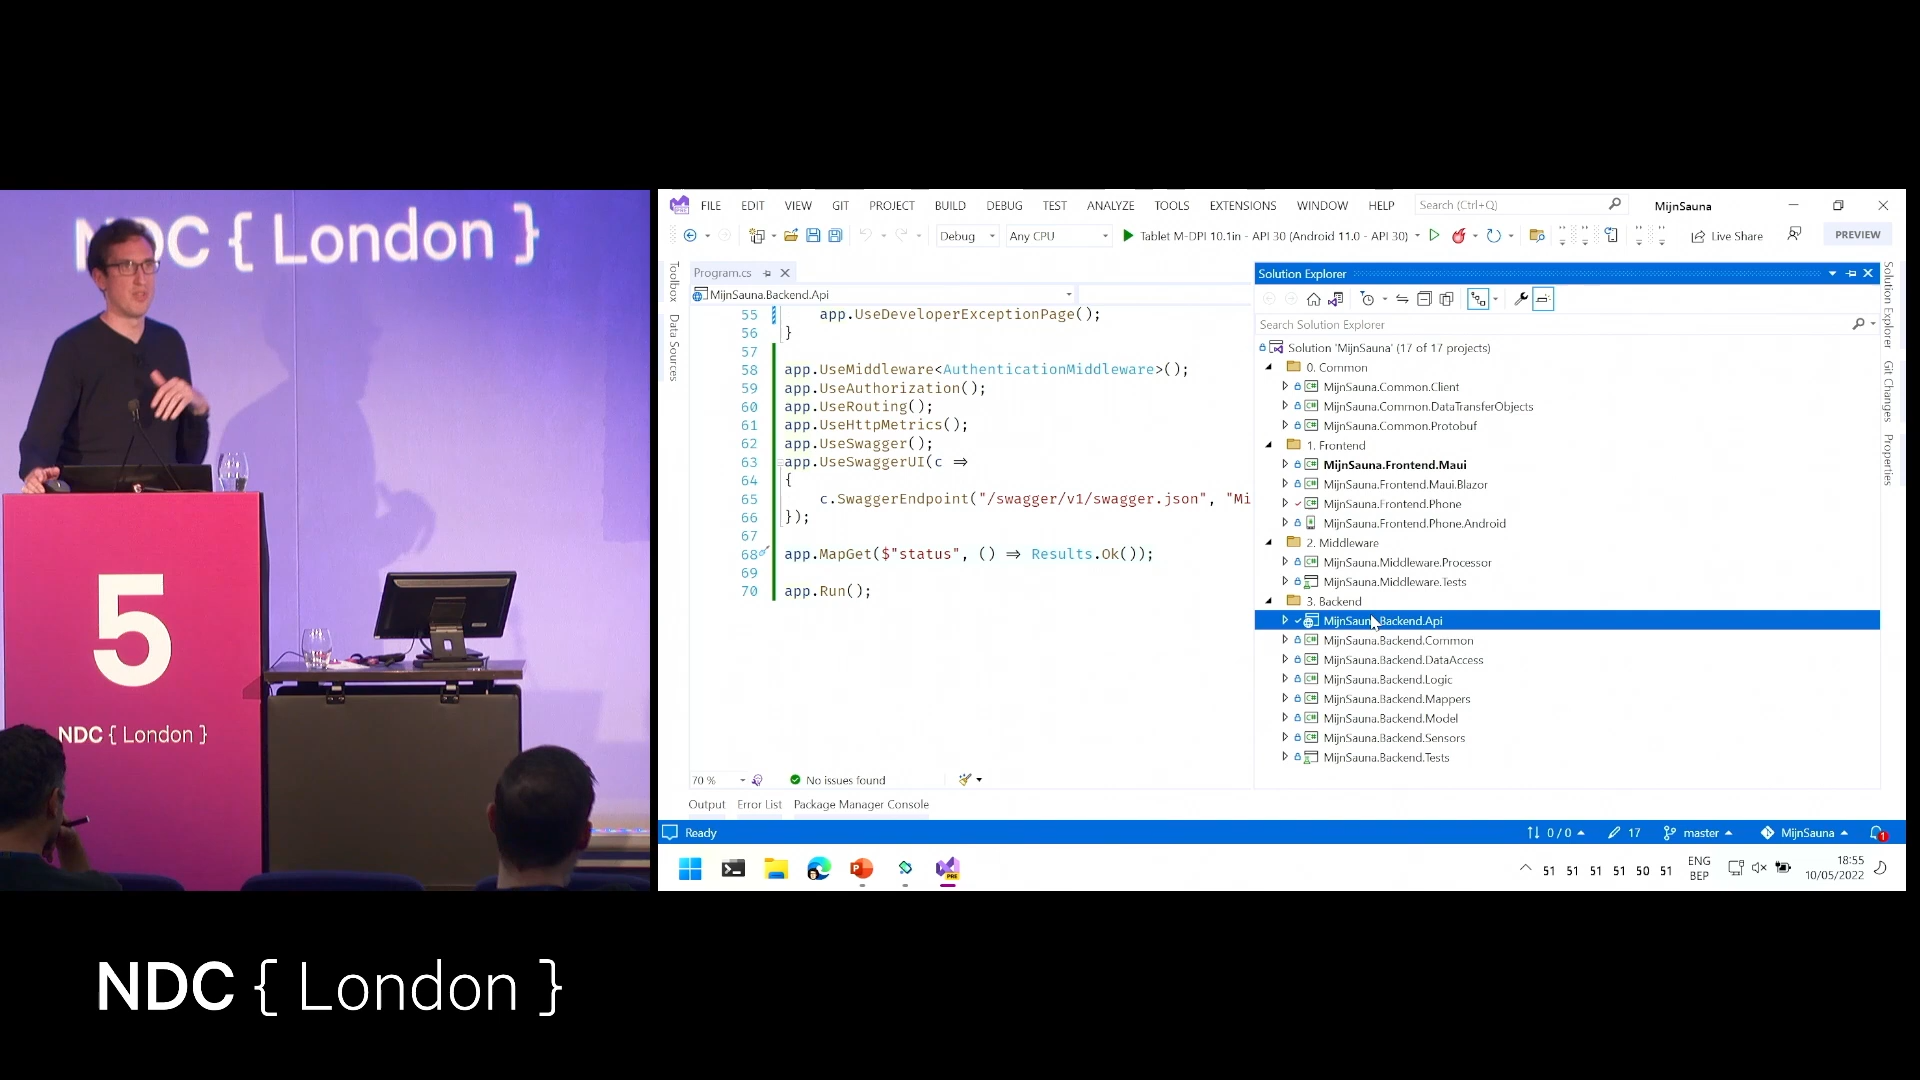 NDC { London }
5
NDC { London }
NDC { London }
FILE EDIT VIEW GIT PROJECT BUILD DEBUG TEST ANALYZE TOOLS EXTENSIONS WINDOW HELP Search (Ctrl+Q) MijnSauna
Debug Any CPU Tablet M-DPI 10.1in - API 30 (Android 11.0 - API 30) Live Share PREVIEW
Toolbox
Data Sources
Program.cs
MijnSauna.Backend.Api
55 app.UseDeveloperExceptionPage();
56 }
57
58 app.UseMiddleware<AuthenticationMiddleware>();
59 app.UseAuthorization();
60 app.UseRouting();
61 app.UseHttpMetrics();
62 app.UseSwagger();
63 app.UseSwaggerUI(c =>
64 {
65 c.SwaggerEndpoint("/swagger/v1/swagger.json", "Mi
66 });
67
68 app.MapGet($"status", () => Results.Ok());
69
70 app.Run();
70 % No issues found
Output Error List Package Manager Console
Solution Explorer
Search Solution Explorer
Solution 'MijnSauna' (17 of 17 projects)
0. Common
MijnSauna.Common.Client
MijnSauna.Common.DataTransferObjects
MijnSauna.Common.Protobuf
1. Frontend
MijnSauna.Frontend.Maui
MijnSauna.Frontend.Maui.Blazor
MijnSauna.Frontend.Phone
MijnSauna.Frontend.Phone.Android
2. Middleware
MijnSauna.Middleware.Processor
MijnSauna.Middleware.Tests
3. Backend
MijnSauna.Backend.Api
MijnSauna.Backend.Common
MijnSauna.Backend.DataAccess
MijnSauna.Backend.Logic
MijnSauna.Backend.Mappers
MijnSauna.Backend.Model
MijnSauna.Backend.Sensors
MijnSauna.Backend.Tests
Solution Explorer
Git Changes
Properties
Ready 0 / 0 17 master MijnSauna 1
51 51 51 51 50 51 ENG BEP 18:55 10/05/2022